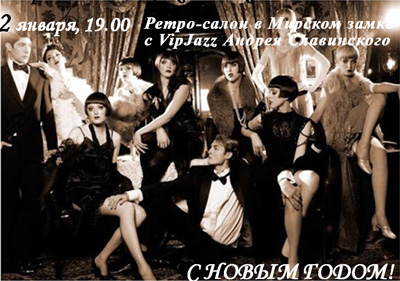 2 января, 19.00
Ретро-салон в Мирском замке
с VipJazz Андрея Славинского
С НОВЫМ ГОДОМ!